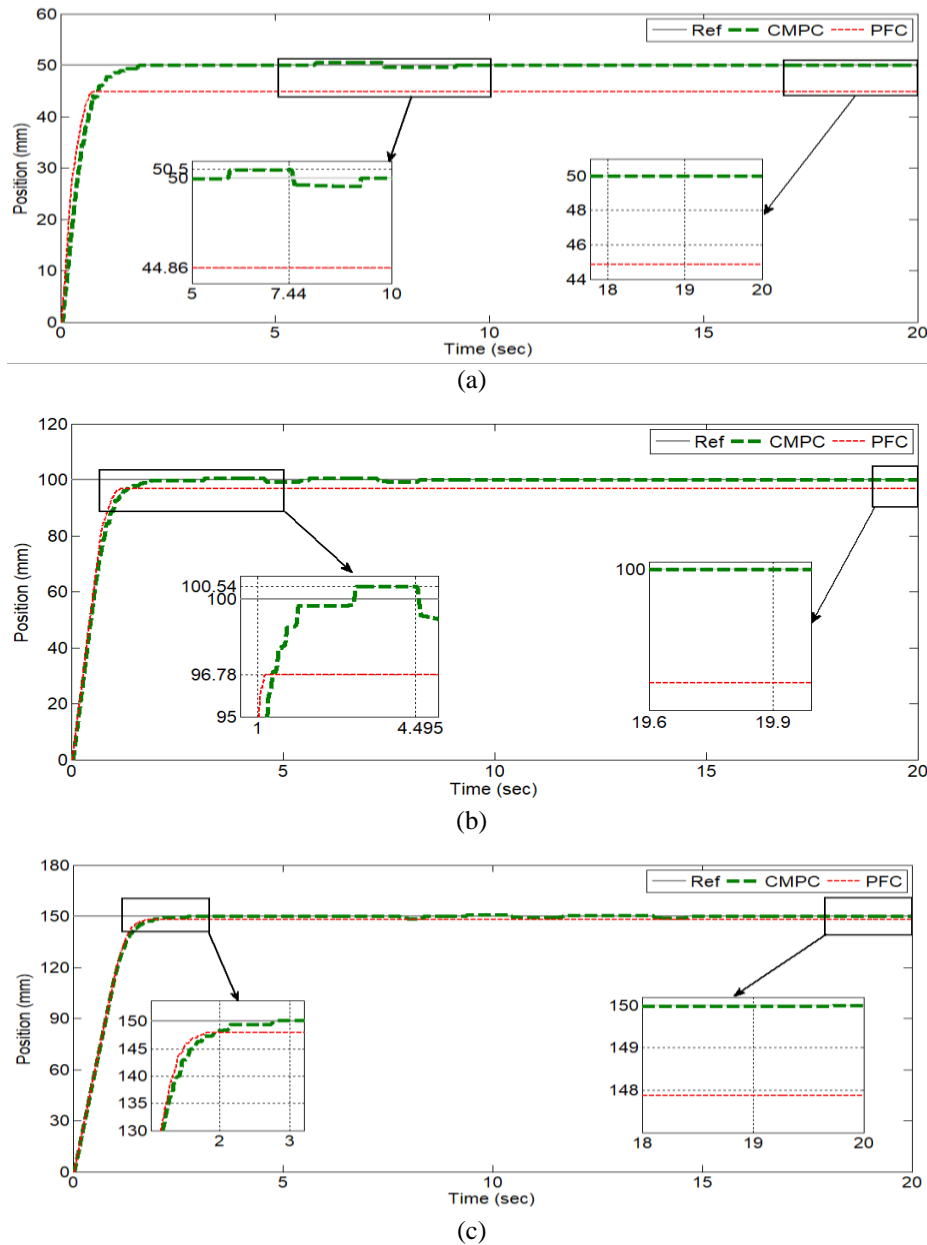 60
Ref CMPC PFC
50
40
30
20
10
0
Position (mm)
50.5
50
44.86
5 7.44 10
50
48
46
44
18 19 20
0 5 10 15 20
Time (sec)
(a)
120
Ref CMPC PFC
100
80
60
40
20
0
Position (mm)
100.54
100
96.78
95
1 4.495
100
19.6 19.9
0 5 10 15 20
Time (sec)
(b)
180
Ref CMPC PFC
150
120
90
60
30
0
Position (mm)
150
145
140
135
130
2 3
150
149
148
18 19 20
0 5 10 15 20
Time (sec)
(c)